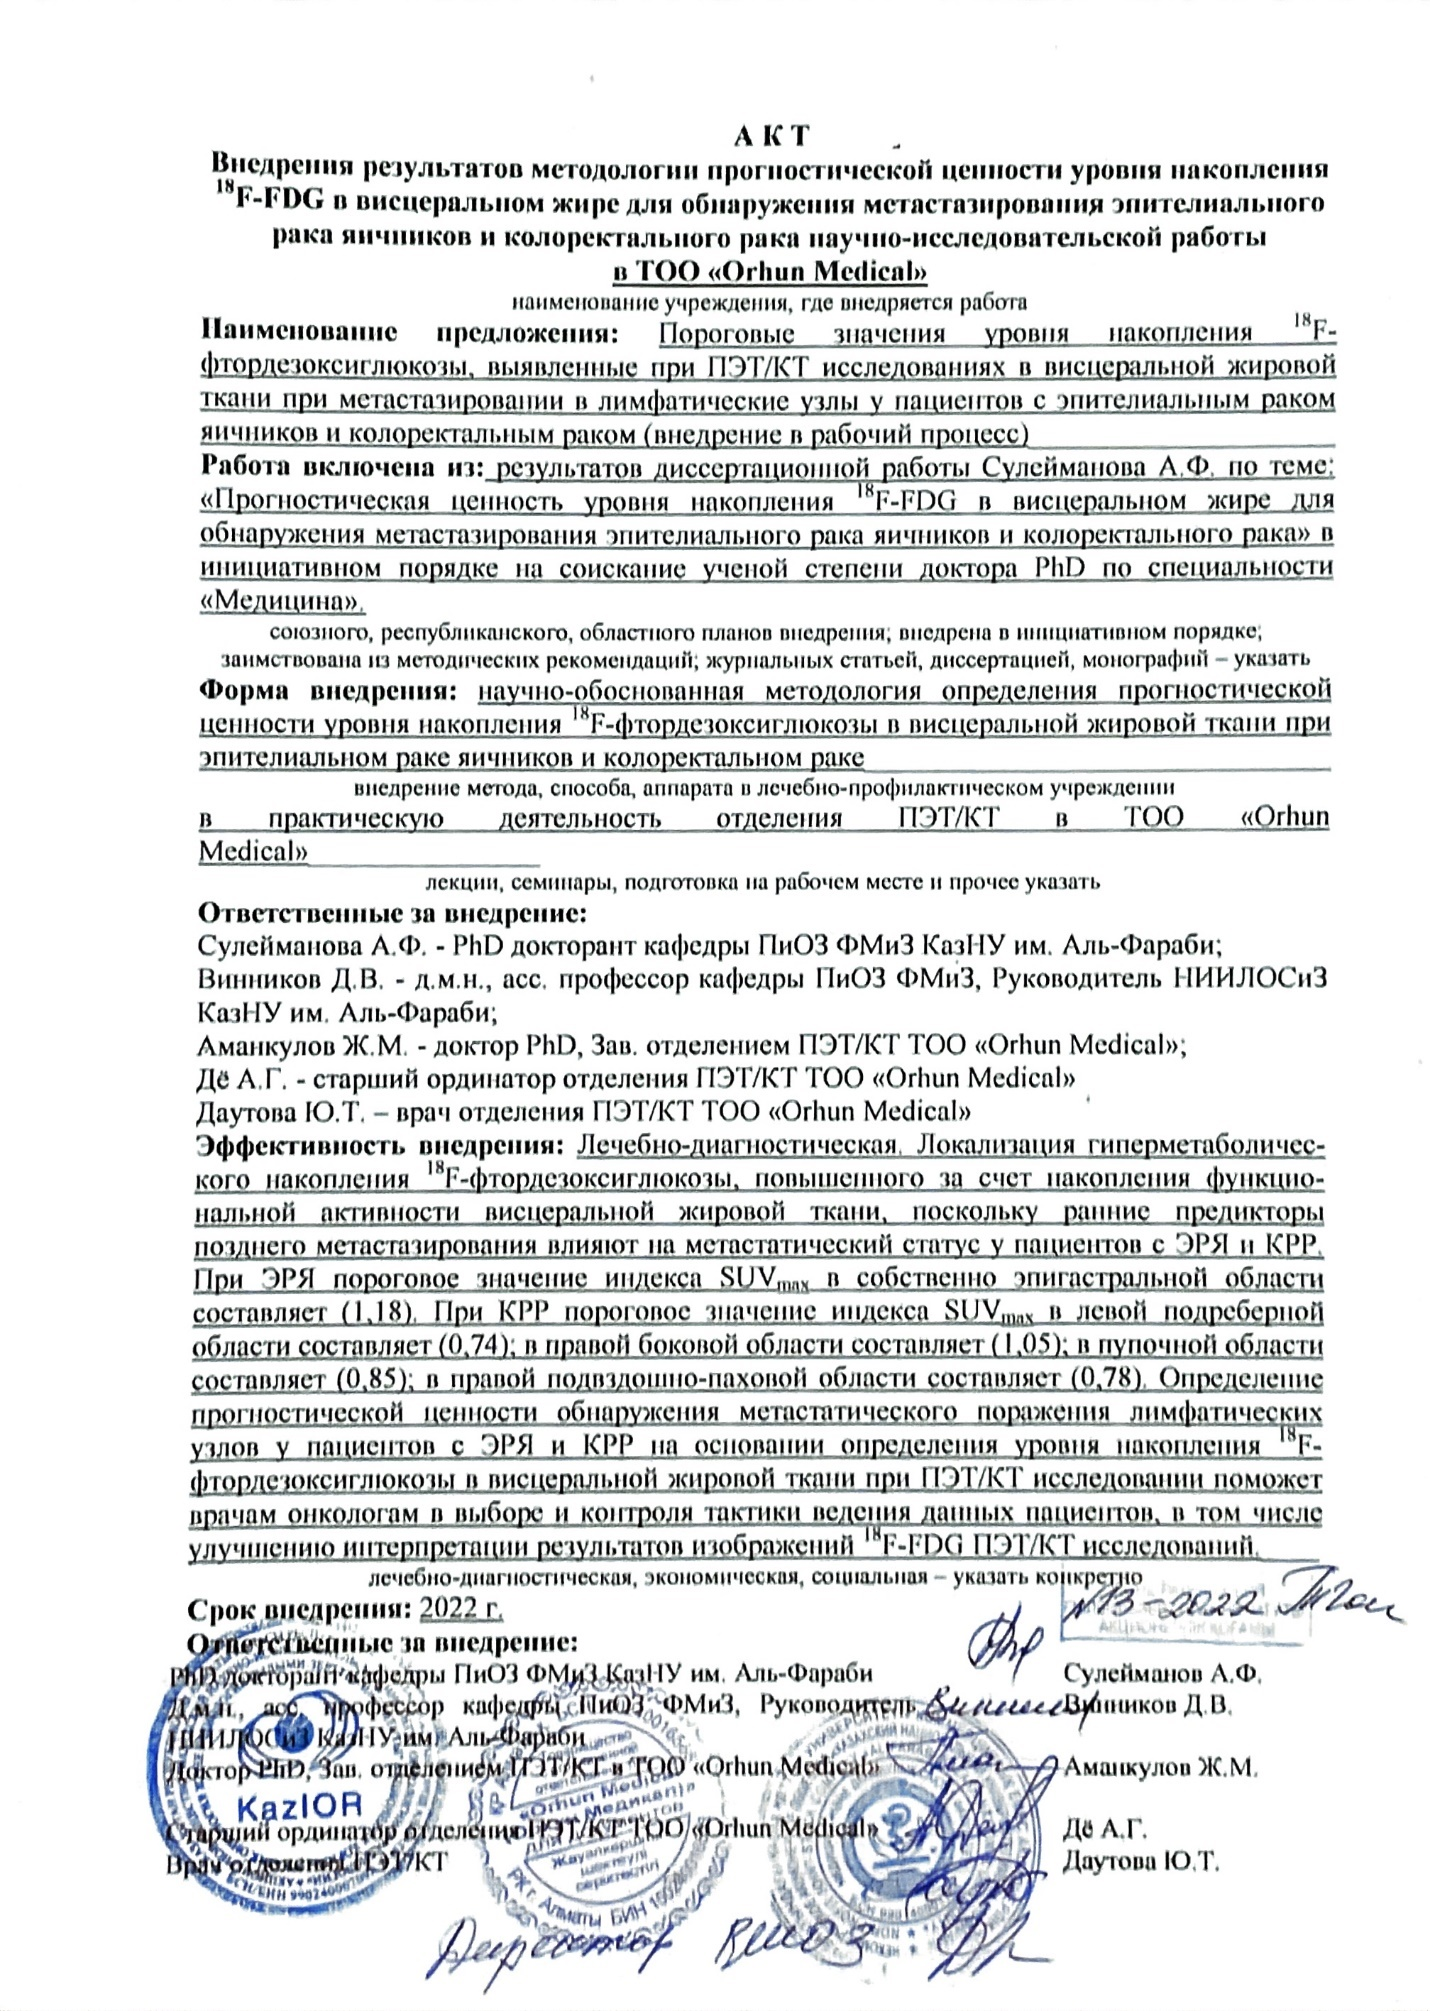 А К Т
Внедрения результатов методологии прогностической ценности уровня накопления
18F-FDG в висцеральном жире для обнаружения метастазирования эпителиального
рака яичников и колоректального рака научно-исследовательской работы
в ТОО «Orhun Medical»
наименование учреждения, где внедряется работа
Наименование предложения: Пороговые значения уровня накопления 18F-
фтордезоксиглюкозы, выявленные при ПЭТ/КТ исследованиях в висцеральной жировой
ткани при метастазировании в лимфатические узлы у пациентов с эпителиальным раком
яичников и колоректальным раком (внедрение в рабочий процесс)
Работа включена из: результатов диссертационной работы Сулейманова А.Ф. по теме:
«Прогностическая ценность уровня накопления 18F-FDG в висцеральном жире для
обнаружения метастазирования эпителиального рака яичников и колоректального рака» в
инициативном порядке на соискание ученой степени доктора PhD по специальности
«Медицина».
союзного, республиканского, областного планов внедрения; внедрена в инициативном порядке;
заимствована из методических рекомендаций; журнальных статьей, диссертацией, монографий – указать
Форма внедрения: научно-обоснованная методология определения прогностической
ценности уровня накопления 18F-фтордезоксиглюкозы в висцеральной жировой ткани при
эпителиальном раке яичников и колоректальном раке
внедрение метода, способа, аппарата в лечебно-профилактическом учреждении
в практическую деятельность отделения ПЭТ/КТ в ТОО «Orhun
Medical»
лекции, семинары, подготовка на рабочем месте и прочее указать
Ответственные за внедрение:
Сулейманова А.Ф. - PhD докторант кафедры ПиОЗ ФМиЗ КазНУ им. Аль-Фараби;
Винников Д.В. - д.м.н., асс. профессор кафедры ПиОЗ ФМиЗ, Руководитель НИИЛОСиЗ
КазНУ им. Аль-Фараби;
Аманкулов Ж.М. - доктор PhD, Зав. отделением ПЭТ/КТ ТОО «Orhun Medical»;
Дё А.Г. - старший ординатор отделения ПЭТ/КТ ТОО «Orhun Medical»
Даутова Ю.Т. – врач отделения ПЭТ/КТ ТОО «Orhun Medical»
Эффективность внедрения: Лечебно-диагностическая. Локализация гиперметаболичес-
кого накопления 18F-фтордезоксиглюкозы, повышенного за счет накопления функцио-
нальной активности висцеральной жировой ткани, поскольку ранние предикторы
позднего метастазирования влияют на метастатический статус у пациентов с ЭРЯ и КРР.
При ЭРЯ пороговое значение индекса SUVmax в собственно эпигастральной области
составляет (1,18). При КРР пороговое значение индекса SUVmax в левой подреберной
области составляет (0,74); в правой боковой области составляет (1,05); в пупочной области
составляет (0,85); в правой подвздошно-паховой области составляет (0,78). Определение
прогностической ценности обнаружения метастатического поражения лимфатических
узлов у пациентов с ЭРЯ и КРР на основании определения уровня накопления 18F-
фтордезоксиглюкозы в висцеральной жировой ткани при ПЭТ/КТ исследовании поможет
врачам онкологам в выборе и контроля тактики ведения данных пациентов, в том числе
улучшению интерпретации результатов изображений 18F-FDG ПЭТ/КТ исследований.
лечебно-диагностическая, экономическая, социальная – указать конкретно
Срок внедрения: 2022 г.
№13-2022
Ответственные за внедрение:
PhD докторант кафедры ПиОЗ ФМиЗ КазНУ им. Аль-Фараби Сулейманов А.Ф.
Д.м.н., асс. профессор кафедры ПиОЗ ФМиЗ, Руководитель Винников Д.В.
НИИЛОСиЗ КазНУ им. Аль-Фараби
Доктор PhD, Зав. отделением ПЭТ/КТ в ТОО «Orhun Medical» Аманкулов Ж.М.
KazIOR
«Orhun Medical
Старший ординатор отделения ПЭТ/КТ ТОО «Orhun Medical» Дё А.Г.
Врач отделения ПЭТ/КТ Даутова Ю.Т.
Жауапкершілігі
шектеулі
серіктестігі
РК г. Алматы БИН
Директор ВШОЗ